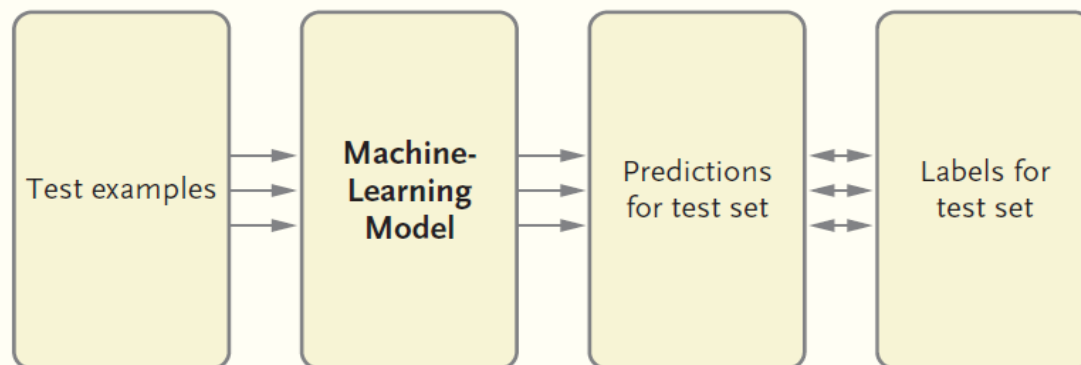 Test examples
Machine-
Learning
Model
Predictions
for test set
Labels for
test set